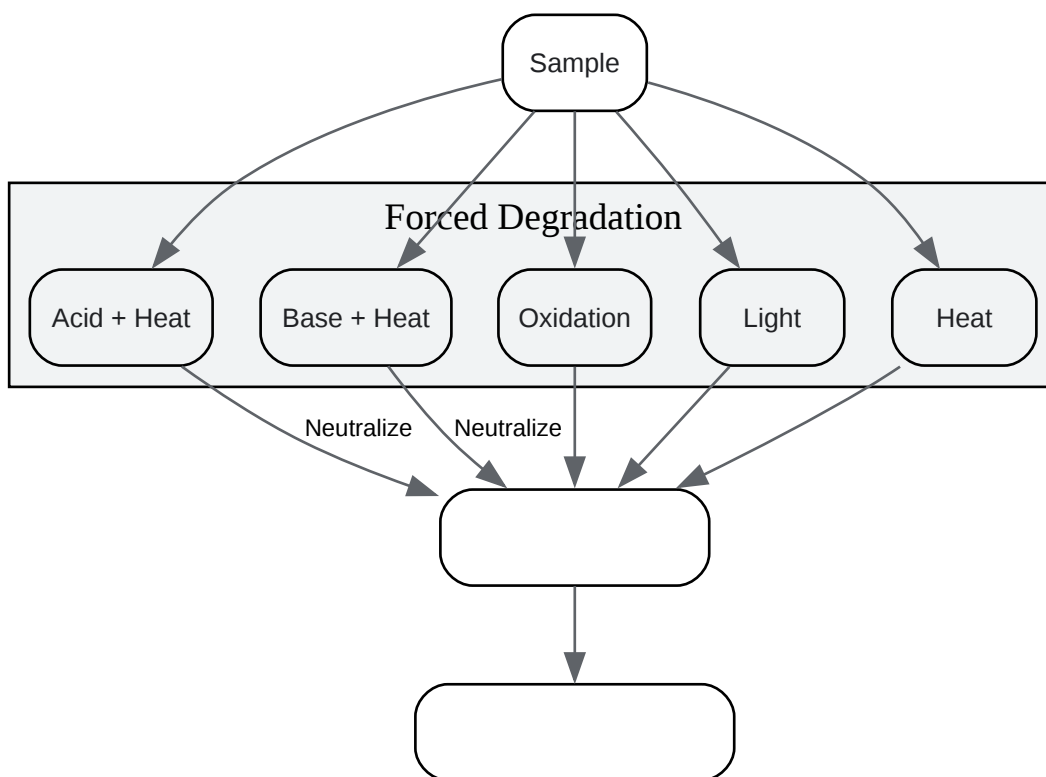 Sample
Forced Degradation
Acid + Heat
Base + Heat
Oxidation
Light
Heat
Neutralize
Neutralize